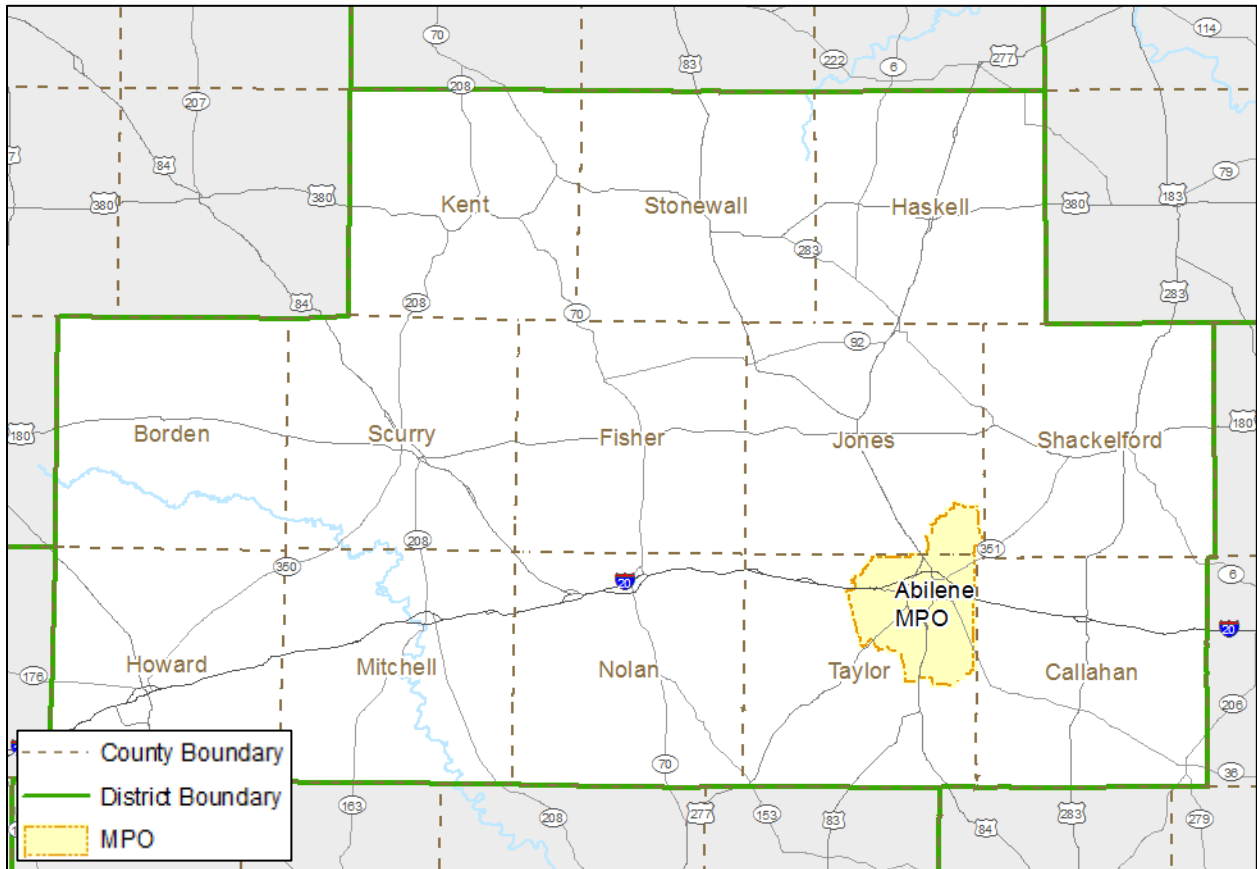 70
114
83
277
222
6
208
207
84
183
79
380
380
Kent
Stonewall
Haskell
380
283
84
208
283
70
92
180
Borden
Scurry
Fisher
Jones
Shackelford
180
208
351
350
6
20
Abilene
MPO
20
Howard
Mitchell
Nolan
Taylor
Callahan
176
206
70
36
County Boundary
District Boundary
MPO
163
208
277
153
83
84
283
279